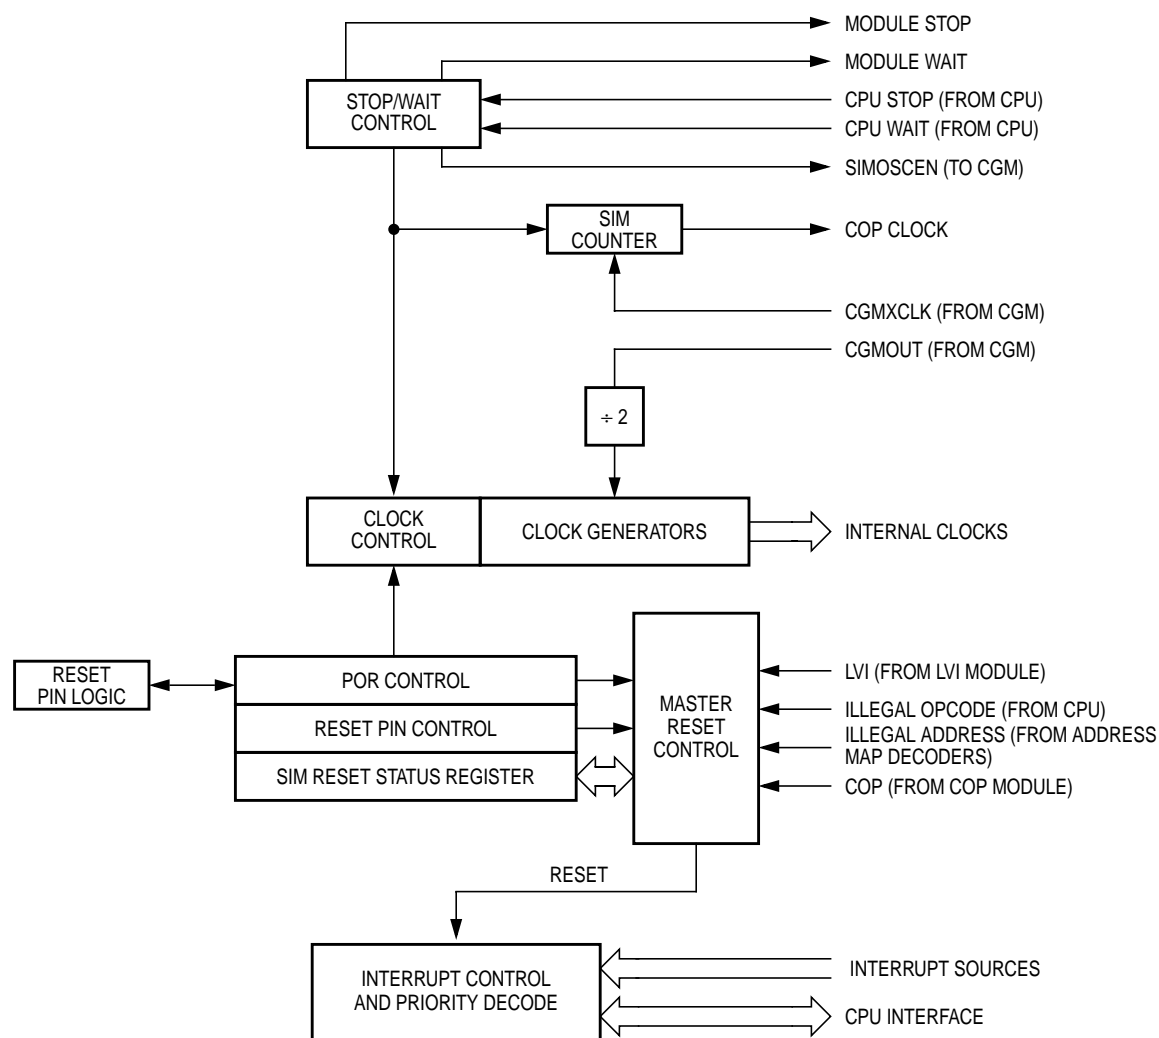 MODULE STOP
MODULE WAIT
STOP/WAIT
CONTROL
CPU STOP (FROM CPU)
CPU WAIT (FROM CPU)
SIMOSCEN (TO CGM)
SIM
COUNTER
COP CLOCK
CGMXCLK (FROM CGM)
CGMOUT (FROM CGM)
÷ 2
CLOCK
CONTROL
CLOCK GENERATORS
INTERNAL CLOCKS
RESET
PIN LOGIC
POR CONTROL
RESET PIN CONTROL
SIM RESET STATUS REGISTER
MASTER
RESET
CONTROL
LVI (FROM LVI MODULE)
ILLEGAL OPCODE (FROM CPU)
ILLEGAL ADDRESS (FROM ADDRESS
MAP DECODERS)
COP (FROM COP MODULE)
RESET
INTERRUPT CONTROL
AND PRIORITY DECODE
INTERRUPT SOURCES
CPU INTERFACE